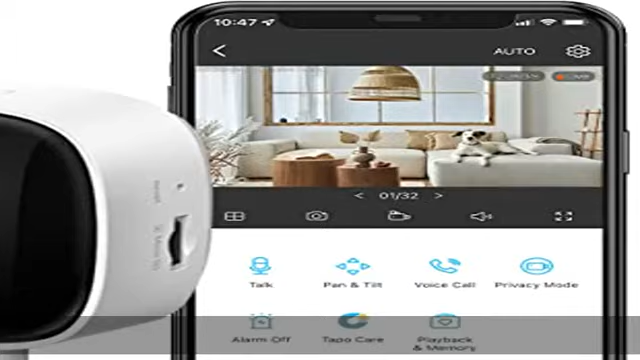 10:47
AUTO
01/32
Talk
Pan & Tilt
Voice Call
Privacy Mode
Alarm Off
Tapo Care
Playback
& Memory